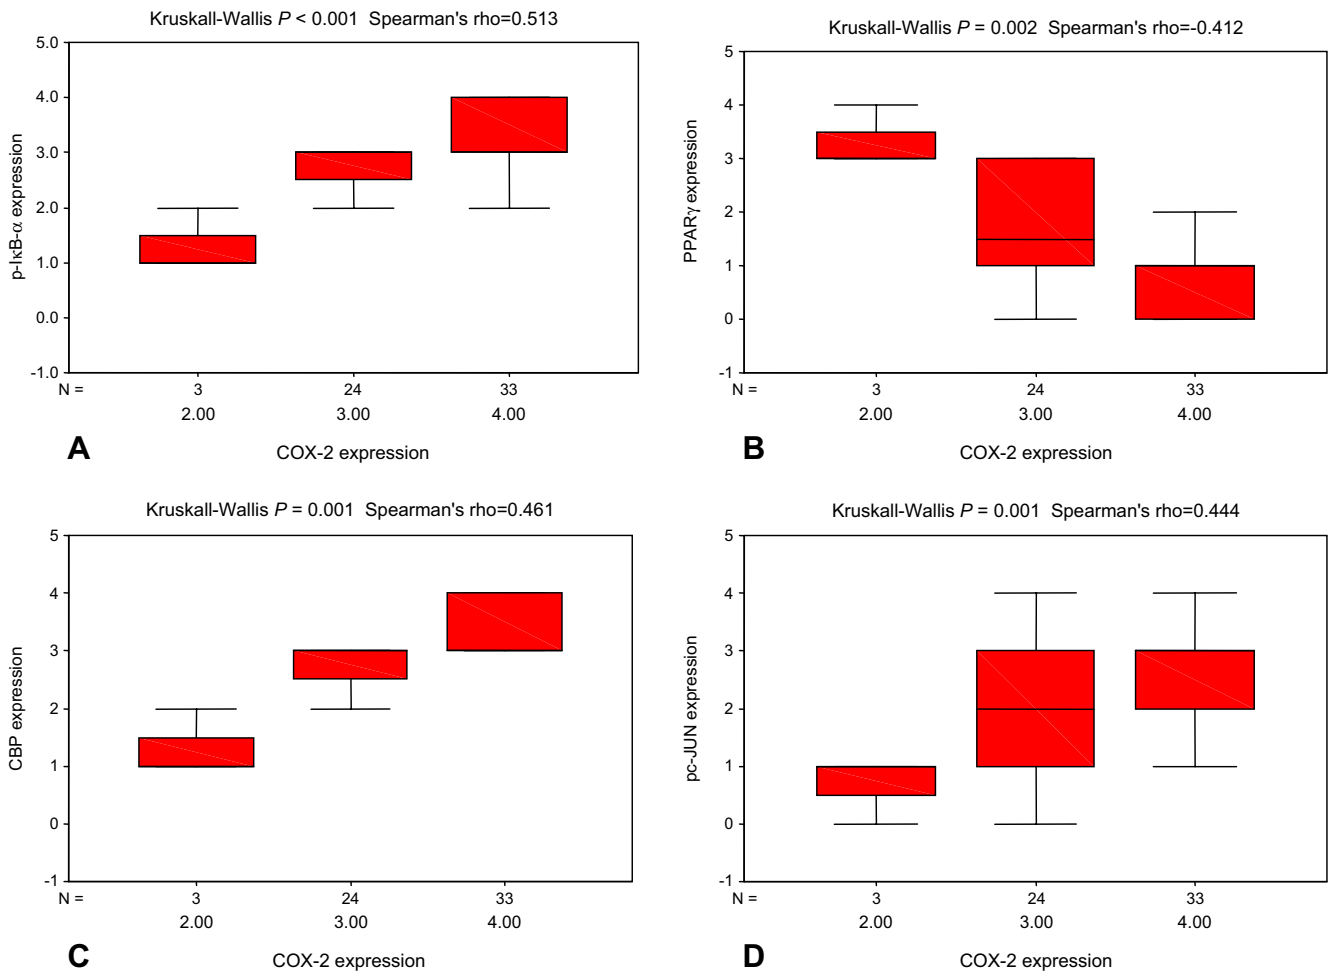 Kruskall-Wallis P < 0.001 Spearman's rho=0.513
5.0
4.0
3.0
2.0
1.0
0.0
-1.0
p-IκB-α expression
N = 3 24 33
2.00 3.00 4.00
A
COX-2 expression
Kruskall-Wallis P = 0.002 Spearman's rho=-0.412
5
4
3
2
1
0
-1
PPARγ expression
N = 3 24 33
2.00 3.00 4.00
B
COX-2 expression
Kruskall-Wallis P = 0.001 Spearman's rho=0.461
5
4
3
2
1
0
-1
CBP expression
N = 3 24 33
2.00 3.00 4.00
C
COX-2 expression
Kruskall-Wallis P = 0.001 Spearman's rho=0.444
5
4
3
2
1
0
-1
pc-JUN expression
N = 3 24 33
2.00 3.00 4.00
D
COX-2 expression